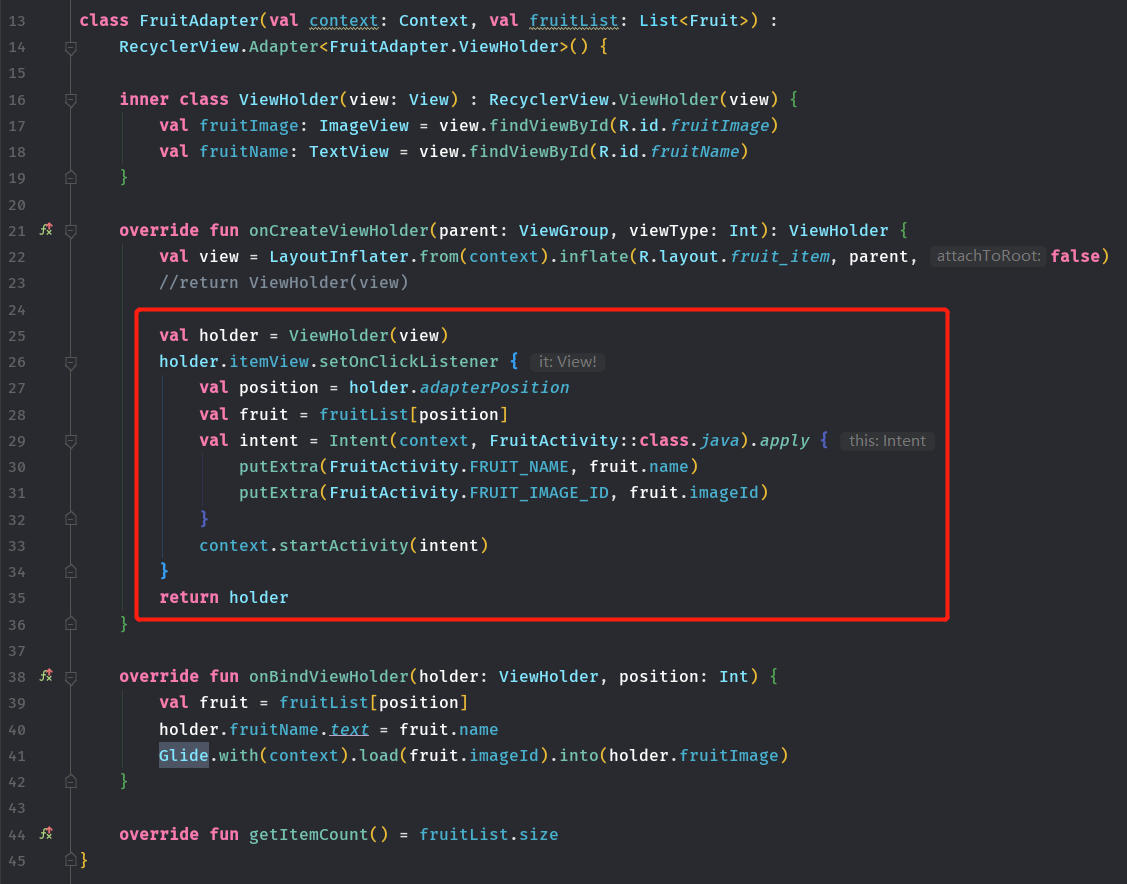 13 class FruitAdapter(val context: Context, val fruitList: List<Fruit>) :
14     RecyclerView.Adapter<FruitAdapter.ViewHolder>() {
15
16     inner class ViewHolder(view: View) : RecyclerView.ViewHolder(view) {
17         val fruitImage: ImageView = view.findViewById(R.id.fruitImage)
18         val fruitName: TextView = view.findViewById(R.id.fruitName)
19     }
20
21     override fun onCreateViewHolder(parent: ViewGroup, viewType: Int): ViewHolder {
22         val view = LayoutInflater.from(context).inflate(R.layout.fruit_item, parent, attachToRoot: false)
23         //return ViewHolder(view)
24
25         val holder = ViewHolder(view)
26         holder.itemView.setOnClickListener { it: View!
27             val position = holder.adapterPosition
28             val fruit = fruitList[position]
29             val intent = Intent(context, FruitActivity::class.java).apply { this: Intent
30                 putExtra(FruitActivity.FRUIT_NAME, fruit.name)
31                 putExtra(FruitActivity.FRUIT_IMAGE_ID, fruit.imageId)
32             }
33             context.startActivity(intent)
34         }
35         return holder
36     }
37
38     override fun onBindViewHolder(holder: ViewHolder, position: Int) {
39         val fruit = fruitList[position]
40         holder.fruitName.text = fruit.name
41         Glide.with(context).load(fruit.imageId).into(holder.fruitImage)
42     }
43
44     override fun getItemCount() = fruitList.size
45 }